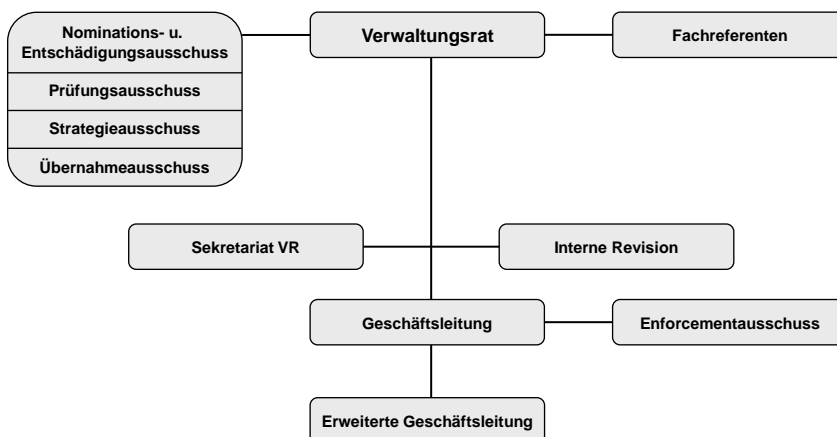 Nominations- u.
Entschädigungsausschuss
Prüfungsausschuss
Strategieausschuss
Übernahmeausschuss
Verwaltungsrat
Fachreferenten
Sekretariat VR
Interne Revision
Geschäftsleitung
Enforcementausschuss
Erweiterte Geschäftsleitung